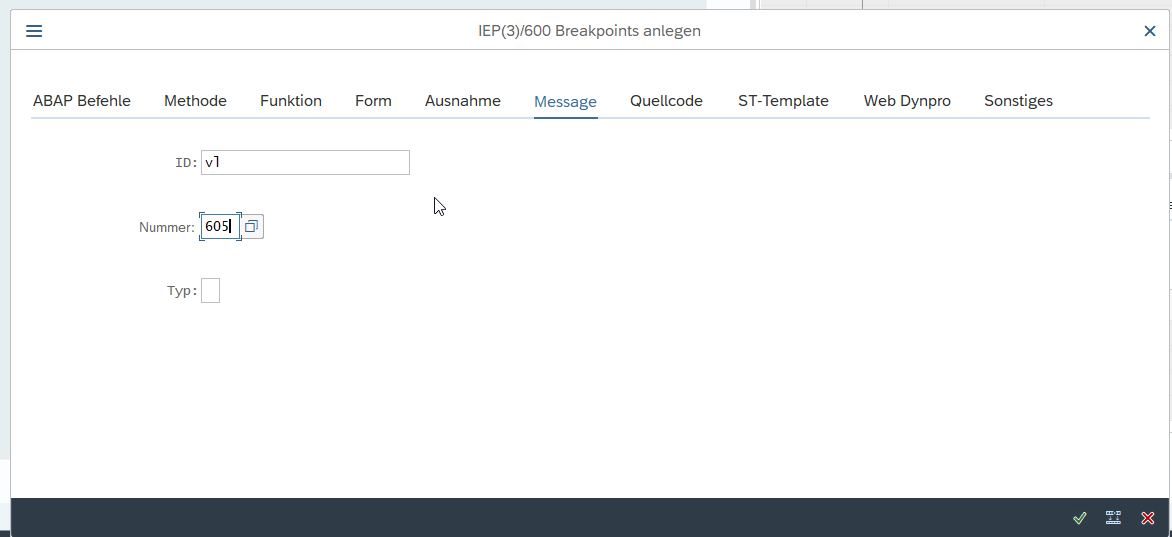 IEP(3)/600 Breakpoints anlegen
ABAP Befehle Methode Funktion Form Ausnahme Message Quellcode ST-Template Web Dynpro Sonstiges
ID: vl
Nummer: 605
Typ: